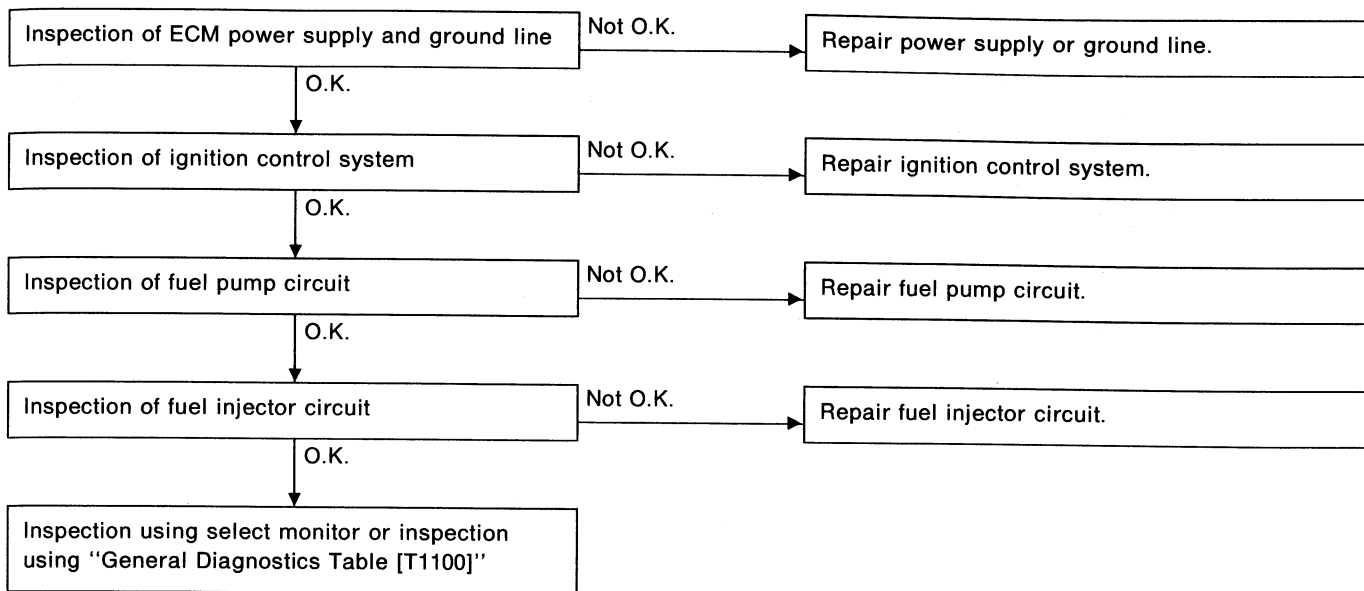 Inspection of ECM power supply and ground line
Not O.K.
Repair power supply or ground line.
O.K.
Inspection of ignition control system
Not O.K.
Repair ignition control system.
O.K.
Inspection of fuel pump circuit
Not O.K.
Repair fuel pump circuit.
O.K.
Inspection of fuel injector circuit
Not O.K.
Repair fuel injector circuit.
O.K.
Inspection using select monitor or inspection
using ‘‘General Diagnostics Table [T1100]’’